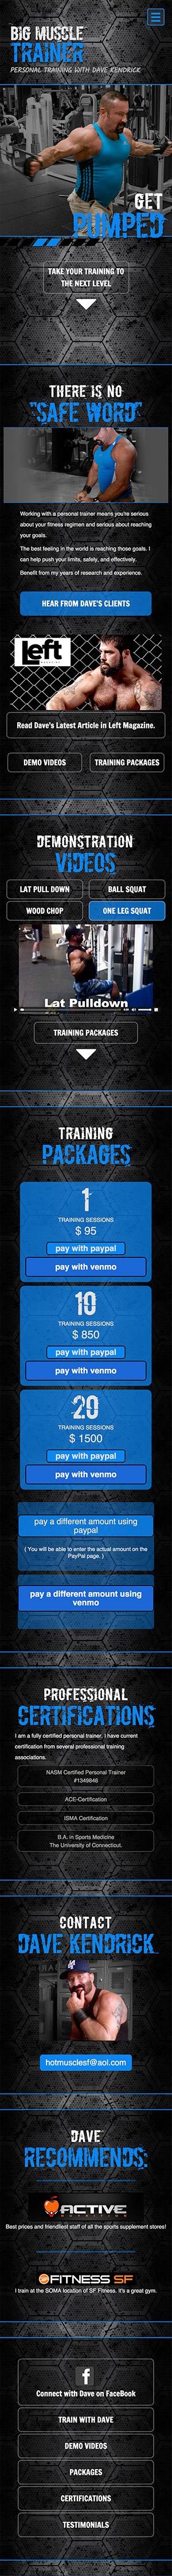 BIG MUSCLE
TRAINER
PERSONAL TRAINING WITH DAVE KENDRICK
GET
PUMPED
TAKE YOUR TRAINING TO
THE NEXT LEVEL
THERE IS NO
"SAFE WORD"
Working with a personal trainer means you're serious
about your fitness regimen and serious about reaching
your goals.
The best feeling in the world is reaching those goals. I
can help push your limits, safely, and effectively.
Benefit from my years of research and experience.
HEAR FROM DAVE'S CLIENTS
Left
Read Dave's Latest Article in Left Magazine.
DEMO VIDEOS
TRAINING PACKAGES
DEMONSTRATION
VIDEOS
LAT PULL DOWN
BALL SQUAT
WOOD CHOP
ONE LEG SQUAT
Lat Pulldown
TRAINING PACKAGES
TRAINING
PACKAGES
1
TRAINING SESSIONS
$ 95
pay with paypal
pay with venmo
10
TRAINING SESSIONS
$ 850
pay with paypal
pay with venmo
20
TRAINING SESSIONS
$ 1500
pay with paypal
pay with venmo
pay a different amount using
paypal
( You will be able to enter the actual amount on the
PayPal page. )
pay a different amount using
venmo
PROFESSIONAL
CERTIFICATIONS
I am a fully certified personal trainer. I have current
certification from several professional training
associations.
NASM Certified Personal Trainer
#1349846
ACE-Certification
ISMA Certification
B.A. in Sports Medicine
The University of Connecticut.
CONTACT
DAVE KENDRICK
hotmusclesf@aol.com
DAVE
RECOMMENDS:
ACTIVE
NUTRITION
Best prices and friendliest staff of all the sports supplement stores!
FITNESS SF
I train at the SOMA location of SF Fitness. It's a great gym.
f
Connect with Dave on FaceBook
TRAIN WITH DAVE
DEMO VIDEOS
PACKAGES
CERTIFICATIONS
TESTIMONIALS